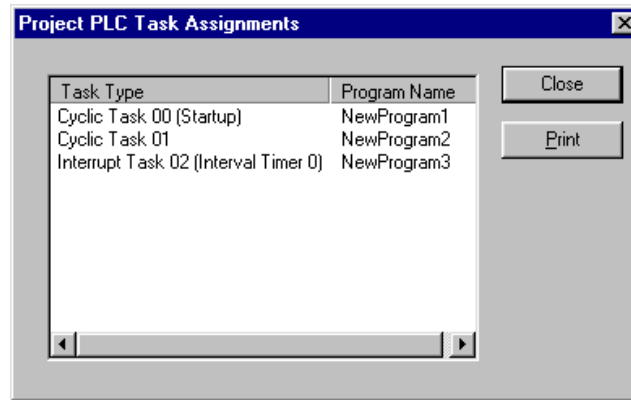 Project PLC Task Assignments
Task Type Program Name
Cyclic Task 00 (Startup) NewProgram1
Cyclic Task 01 NewProgram2
Interrupt Task 02 (Interval Timer 0) NewProgram3
Close
Print